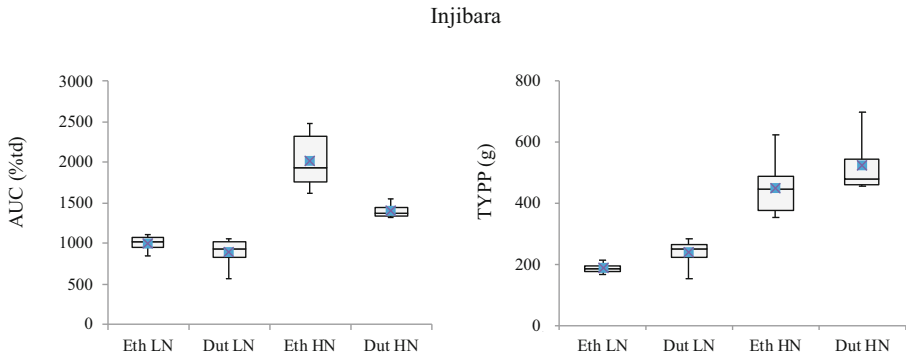 Injibara
AUC (%td)
3000
2500
2000
1500
1000
500
0
Eth LN Dut LN Eth HN Dut HN
TYPP (g)
800
600
400
200
0
Eth LN Dut LN Eth HN Dut HN